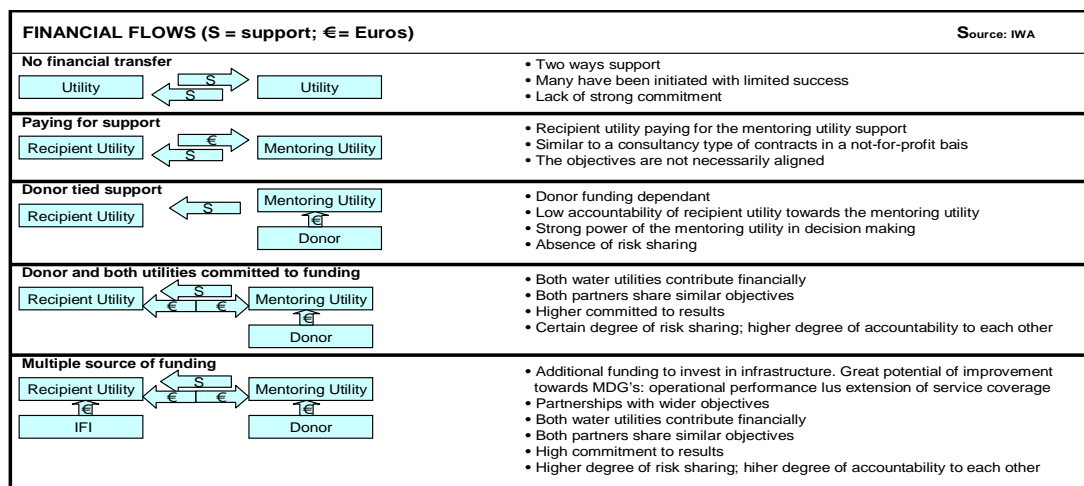 FINANCIAL FLOWS (S = support; €= Euros)
Source: IWA
No financial transfer
Utility
S
S
Utility
• Two ways support
• Many have been initiated with limited success
• Lack of strong commitment
Paying for support
Recipient Utility
€
S
Mentoring Utility
• Recipient utility paying for the mentoring utility support
• Similar to a consultancy type of contracts in a not-for-profit bais
• The objectives are not necessarily aligned
Donor tied support
Recipient Utility
S
Mentoring Utility
€
Donor
• Donor funding dependant
• Low accountability of recipient utility towards the mentoring utility
• Strong power of the mentoring utility in decision making
• Absence of risk sharing
Donor and both utilities committed to funding
Recipient Utility
S
€ €
Mentoring Utility
€
Donor
• Both water utilities contribute financially
• Both partners share similar objectives
• Higher committed to results
• Certain degree of risk sharing; higher degree of accountability to each other
Multiple source of funding
Recipient Utility
S
€ €
Mentoring Utility
€
€
IFI
Donor
• Additional funding to invest in infrastructure. Great potential of improvement
towards MDG's: operational performance lus extension of service coverage
• Partnerships with wider objectives
• Both water utilities contribute financially
• Both partners share similar objectives
• High commitment to results
• Higher degree of risk sharing; hiher degree of accountability to each other